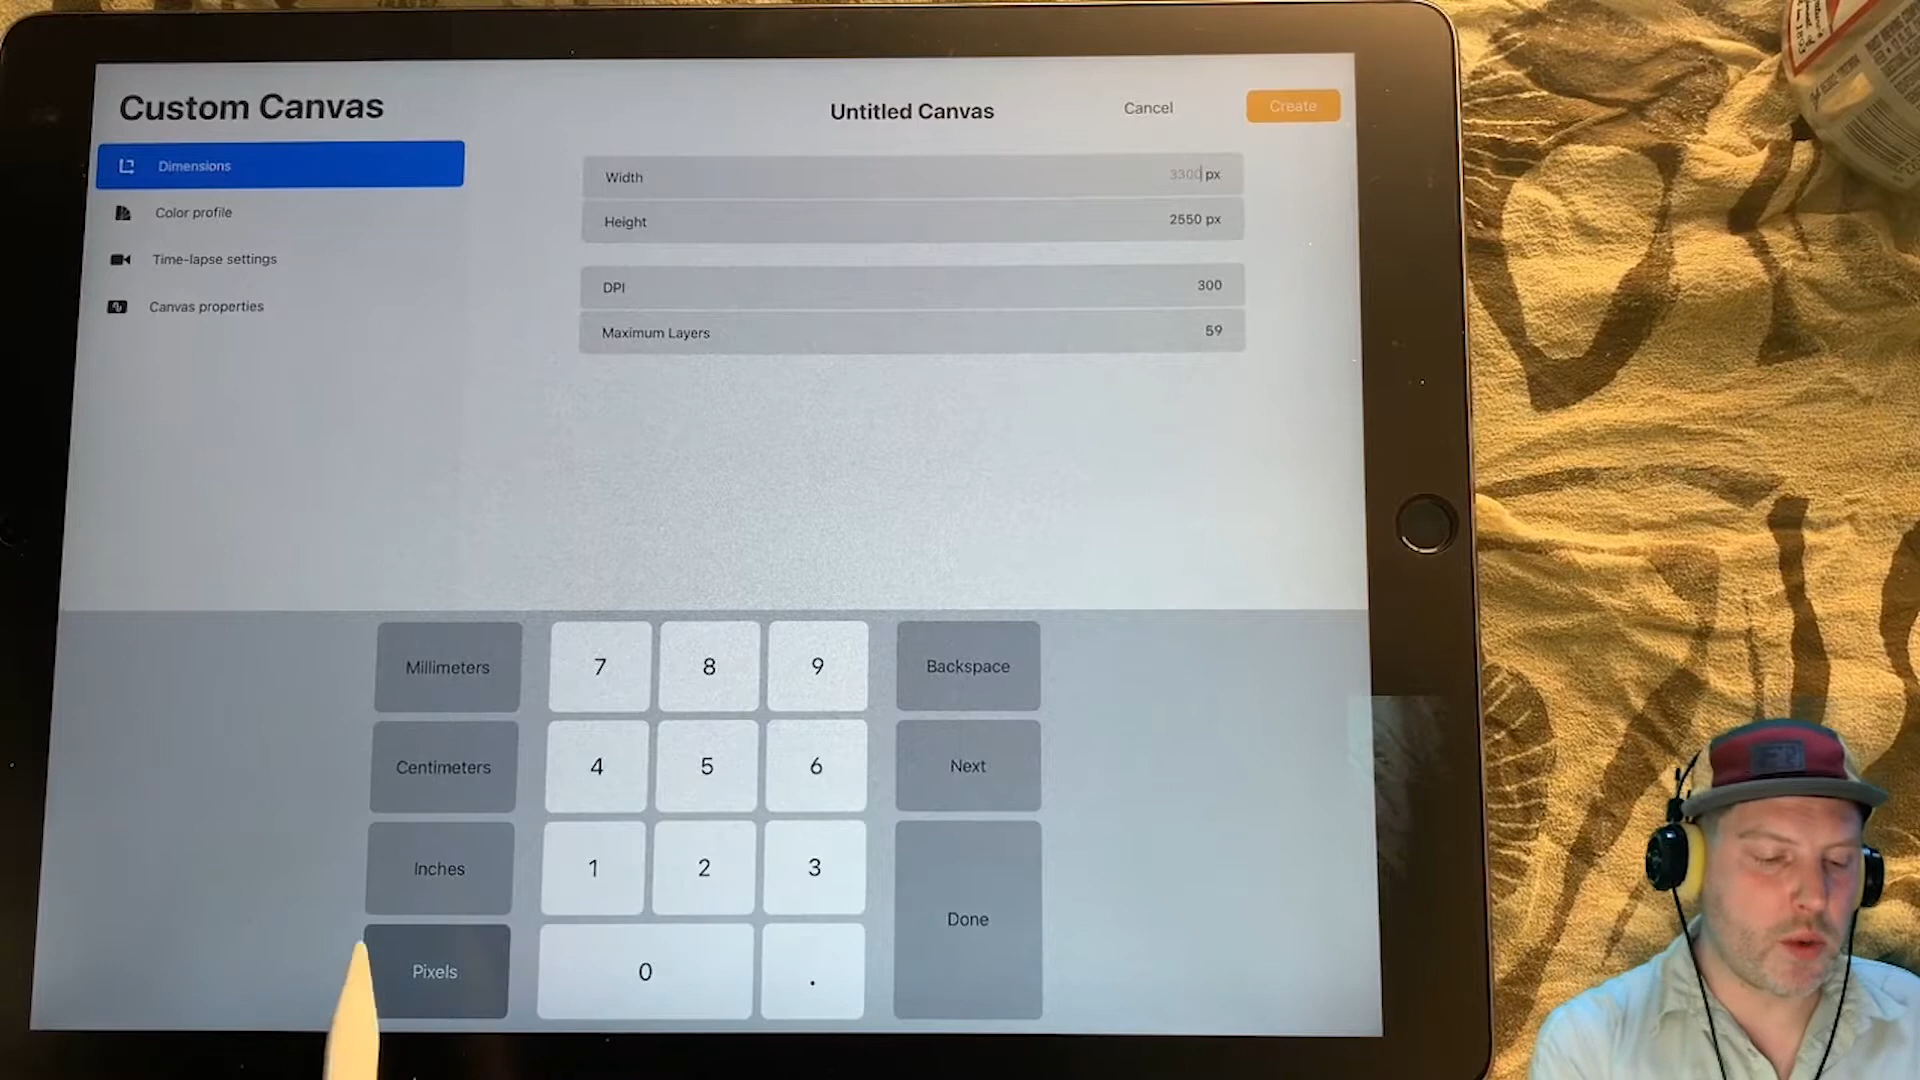 Custom Canvas
Untitled Canvas
Cancel
Create
Dimensions
Color profile
Time-lapse settings
Canvas properties
Width 3300 px
Height 2550 px
DPI 300
Maximum Layers 59
Millimeters 7 8 9 Backspace
Centimeters 4 5 6 Next
Inches 1 2 3
Done
Pixels 0 .